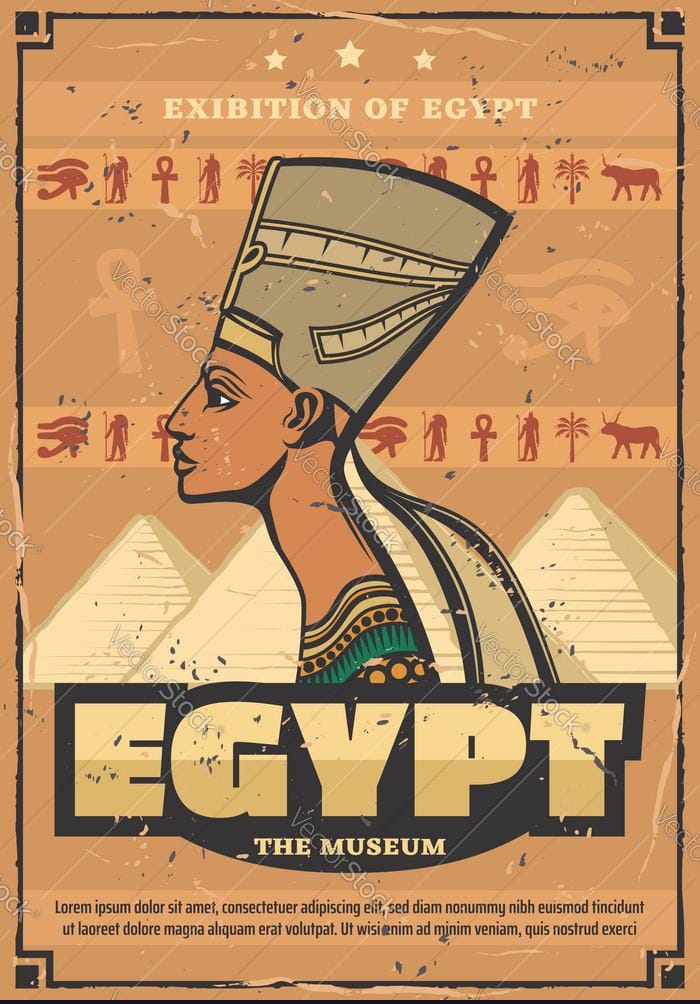 EXIBITION OF EGYPT
EGYPT
THE MUSEUM
Lorem ipsum dolor sit amet, consectetuer adipiscing elit, sed diam nonummy nibh euismod tincidunt
ut laoreet dolore magna aliquam erat volutpat. Ut wisi enim ad minim veniam, quis nostrud exerci
VectorStock